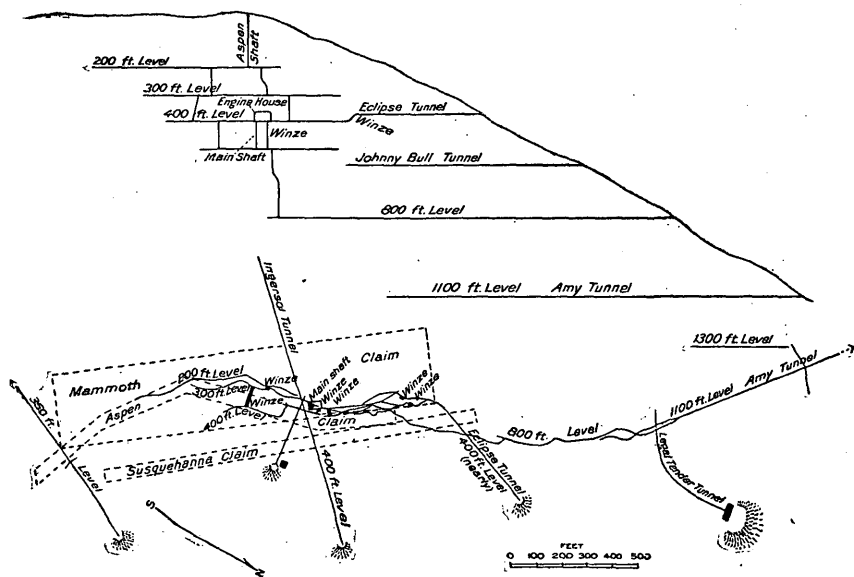 Aspen
Shaft
200 ft. Level
300 ft. Level
Engine House
400 ft. Level
Eclipse Tunnel
Winze
Winze
Main Shaft
Johnny Bull Tunnel
800 ft. Level
1100 ft. Level Amy Tunnel
Ingersol Tunnel
1300 ft. Level
Mammoth
Claim
200 ft. Level
Winze
Main shaft
Winze
Winze
Winze
Winze
300 ft. Level
Winze
Aspen
400 ft. Level
Claim
350 ft.
Level
Susquehanna Claim
400 ft. Level
Eclipse Tunnel
400 ft. Level
(nearly)
800 ft. Level
1100 ft. Level Amy Tunnel
Legal Tender Tunnel
S
N
FEET
0 100 200 300 400 500